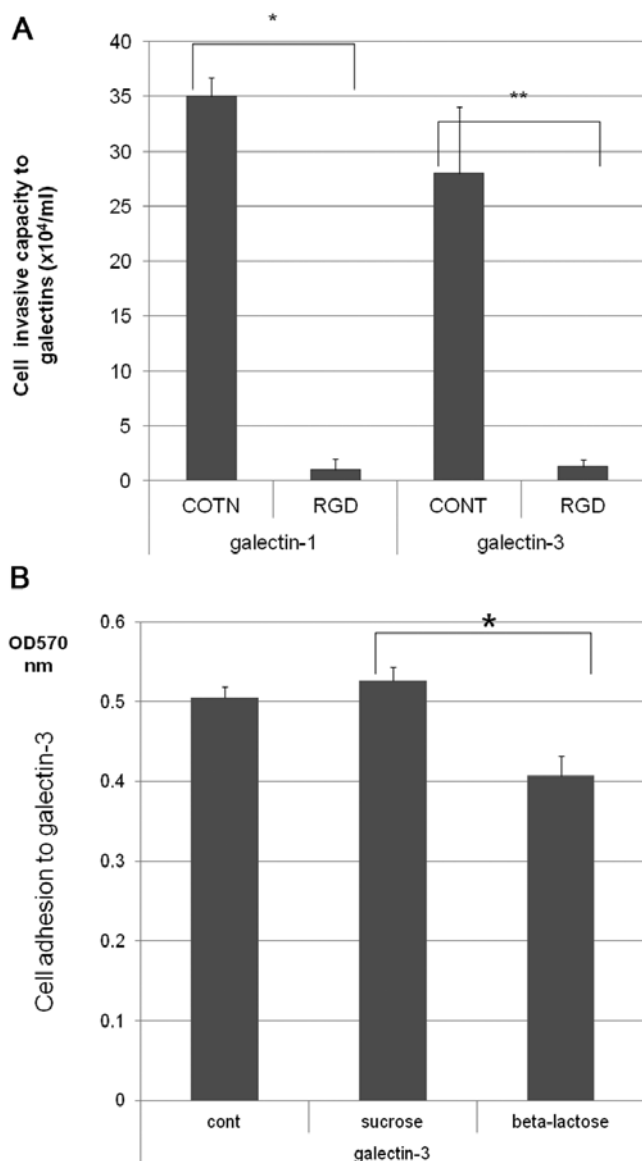 A
*
**
40
35
30
25
20
15
10
5
0
Cell invasive capacity to
galectins (x10⁴/ml)
COTN RGD CONT RGD
galectin-1 galectin-3
B
OD570
nm
*
0.6
0.5
0.4
0.3
0.2
0.1
0
Cell adhesion to galectin-3
cont sucrose beta-lactose
galectin-3